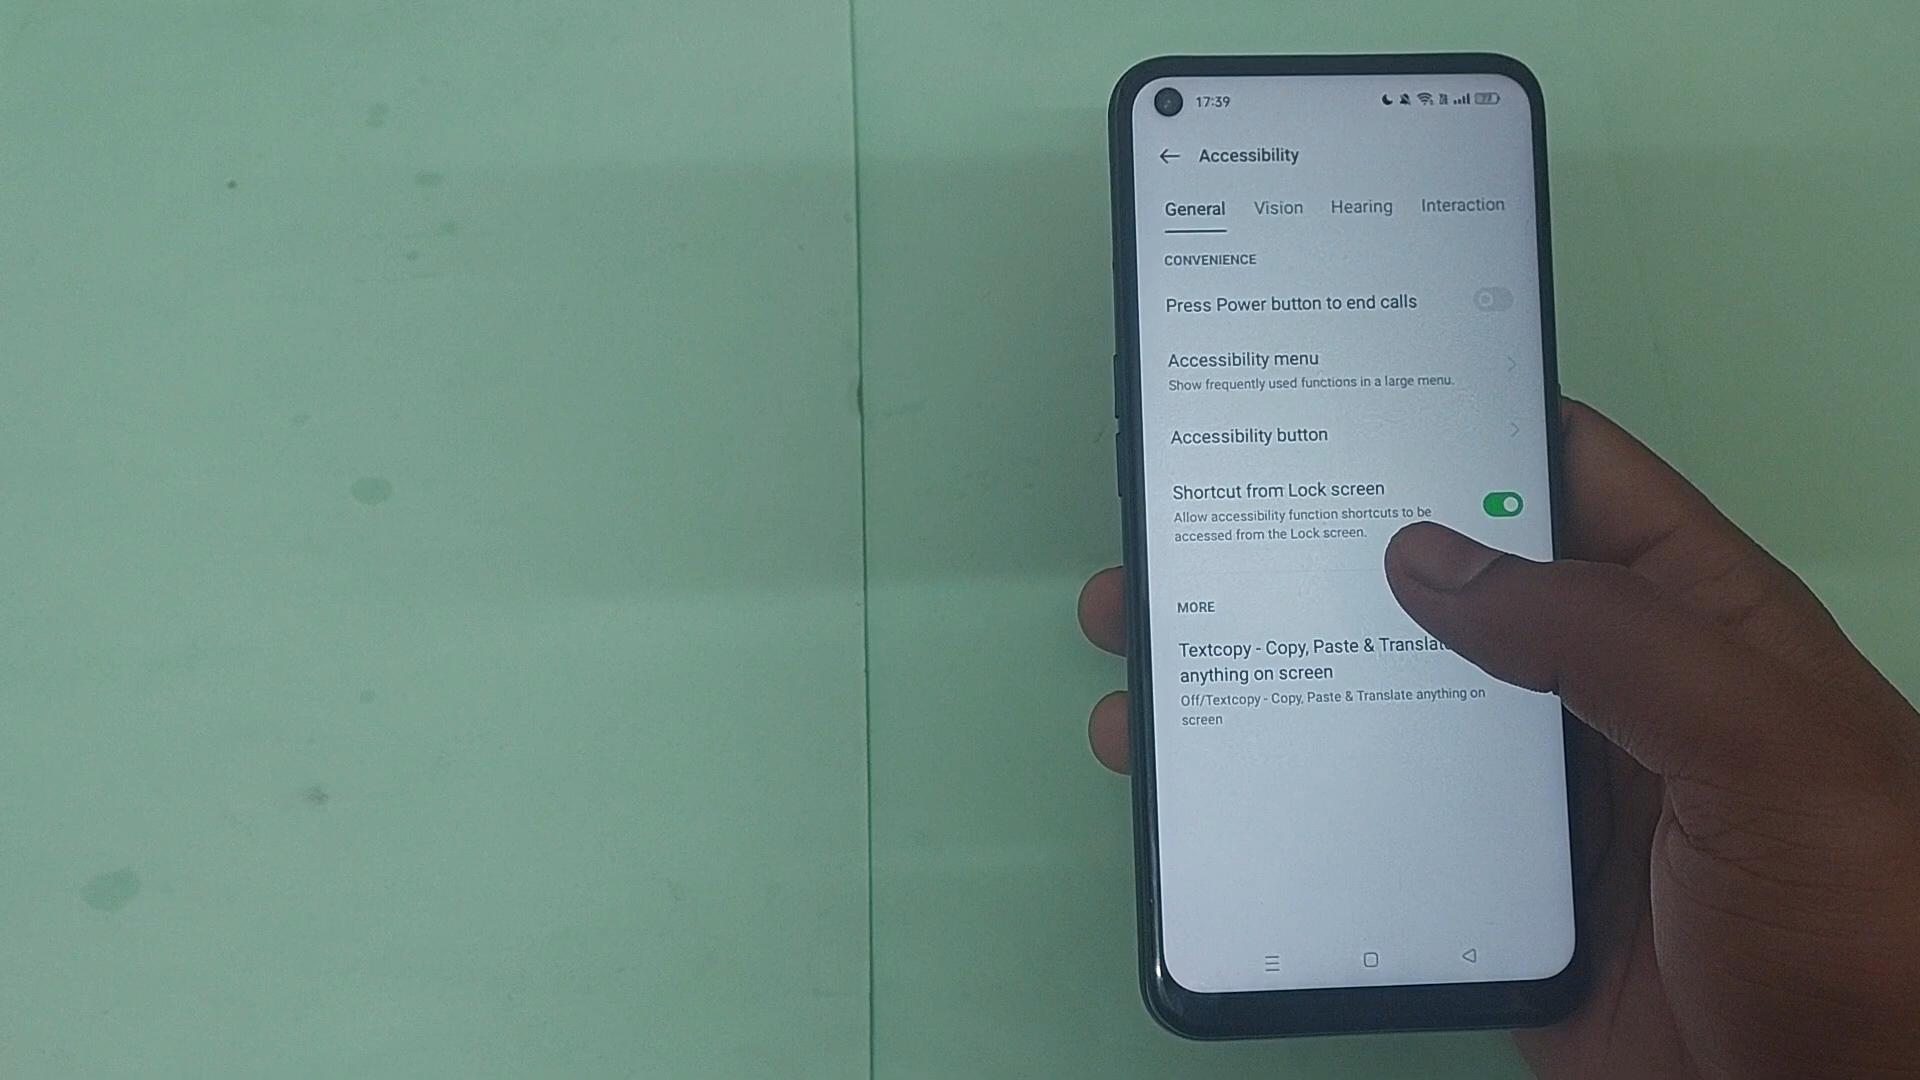 17:39
Accessibility
General Vision Hearing Interaction
CONVENIENCE
Press Power button to end calls
Accessibility menu
Show frequently used functions in a large menu.
Accessibility button
Shortcut from Lock screen
Allow accessibility function shortcuts to be
accessed from the Lock screen.
MORE
Textcopy - Copy, Paste &
anything on screen
Off/Textcopy - Copy, Paste & Translate anything on
screen